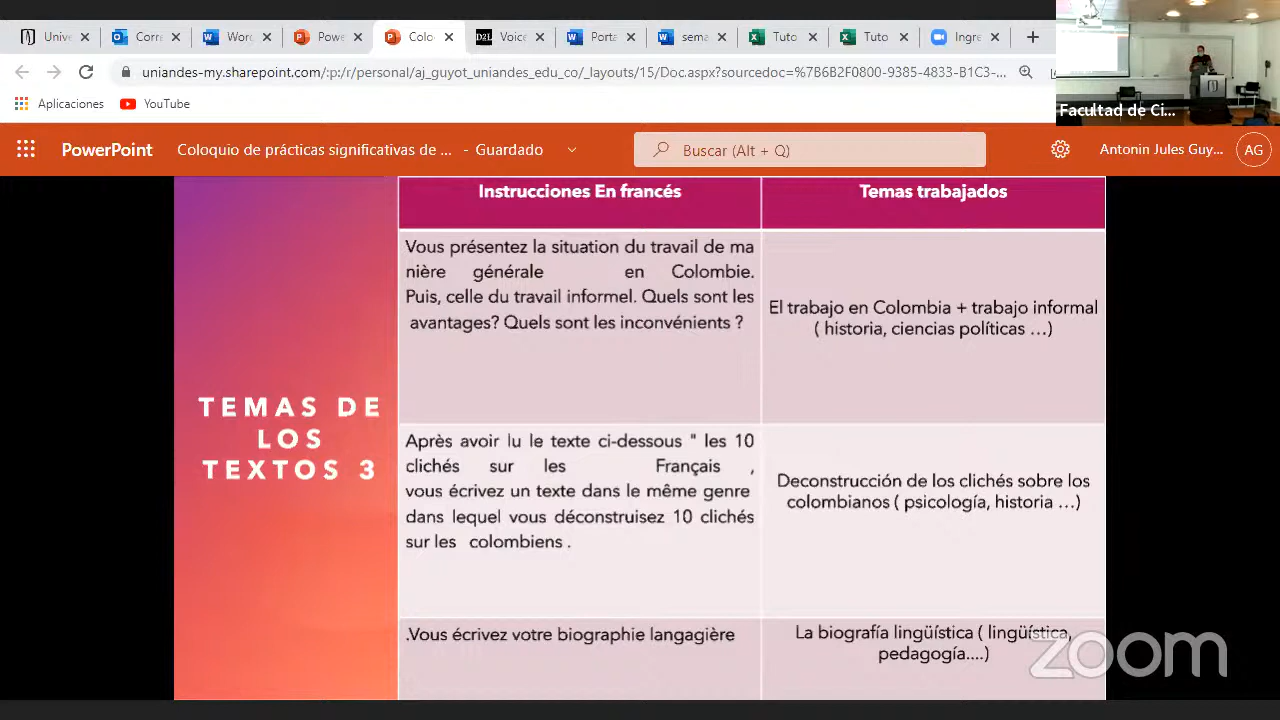 Unive
Corre
Word
Powe
Co
Voice
Porta
sema
Tuto
Tuto
Ingre
uniandes-my.sharepoint.com/:p:/r/personal/aj_guyot_uniandes_edu_co/_layouts/15/Doc.aspx?sourcedoc=%7B6B2F0800-9385-4833-B1C3-...
Aplicaciones
YouTube
Facultad de Ci...
PowerPoint
Coloquio de prácticas significativas de ... - Guardado
Buscar (Alt + Q)
Antonin Jules Guy...
AG
TEMAS DE
LOS
TEXTOS 3
Instrucciones En francés
Temas trabajados
Vous présentez la situation du travail de ma
nière générale en Colombie.
Puis, celle du travail informel. Quels sont les
avantages? Quels sont les inconvénients ?
El trabajo en Colombia + trabajo informal
( historia, ciencias políticas ...)
Après avoir lu le texte ci-dessous " les 10
clichés sur les Français ,
vous écrivez un texte dans le même genre
dans lequel vous déconstruisez 10 clichés
sur les colombiens .
Deconstrucción de los clichés sobre los
colombianos ( psicología, historia ...)
.Vous écrivez votre biographie langagière
La biografía lingüística ( lingüística,
pedagogía....)
zoom